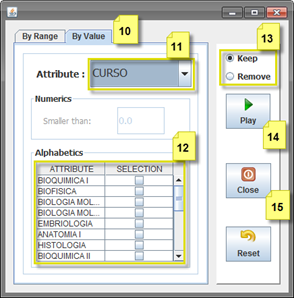 By Range By Value 10
11 13
Attribute : CURSO Keep
Remove
Numerics
Smaller than: 0.0 Play
14
Alphabetics 12
ATTRIBUTE SELECTION
BIOQUIMICA I
BIOFISICA
BIOLOGIA MOL...
BIOLOGIA MOL...
EMBRIOLOGIA
ANATOMIA I
HISTOLOGIA
BIOQUIMICA II
Close
15
Reset